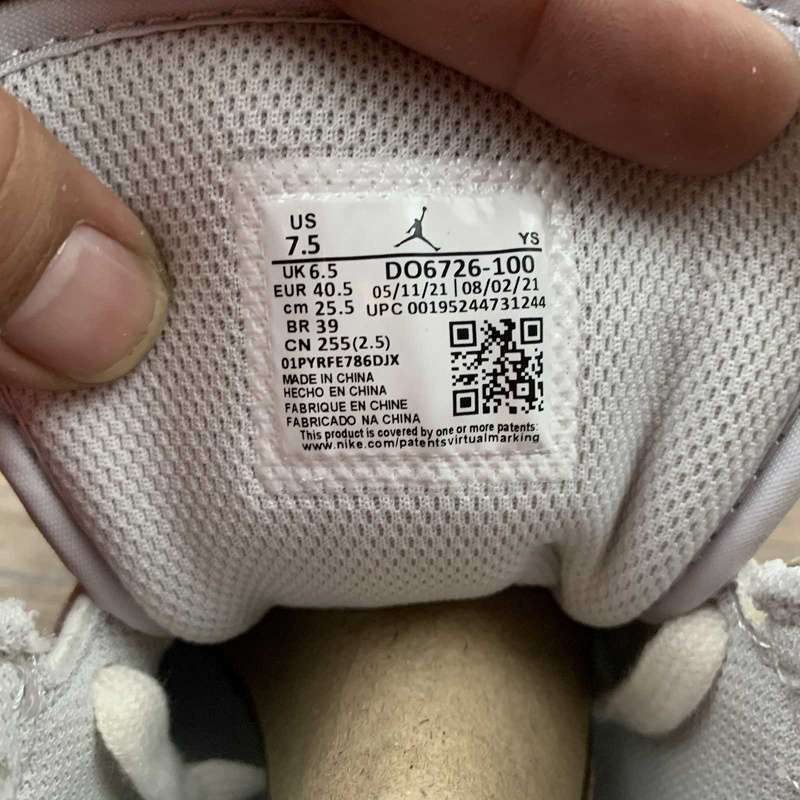 US
7.5 YS
UK 6.5 DO6726-100
EUR 40.5 05/11/21 | 08/02/21
cm 25.5 UPC 00195244731244
BR 39
CN 255(2.5)
01PYRFE786DJX
MADE IN CHINA
HECHO EN CHINA
FABRIQUE EN CHINE
FABRICADO NA CHINA
This product is covered by one or more patents:
www.nike.com/patentsvirtualmarking